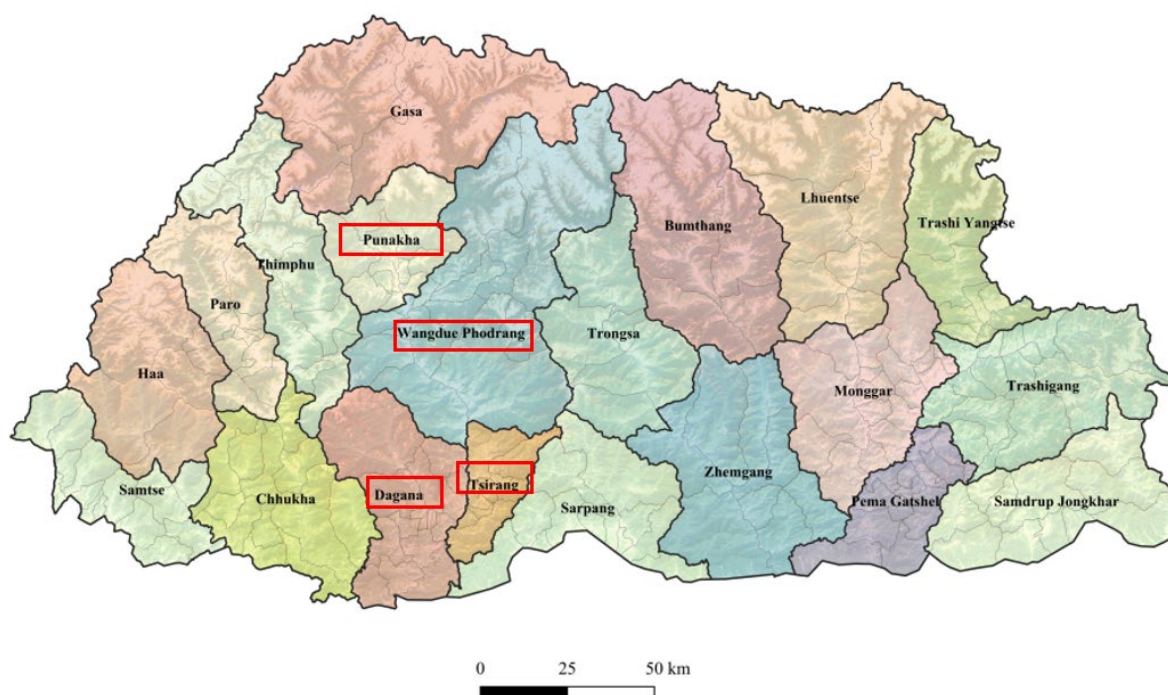 Gasa
Lhuentse
Bumthang
Trashi Yangtse
Punakha
Thimphu
Paro
Wangdue Phodrang
Trongsa
Haa
Monggar
Trashigang
Zhemgang
Samtse
Chhukha
Dagana
Tsirang
Sarpang
Pema Gatshel
Samdrup Jongkhar
0 25 50 km